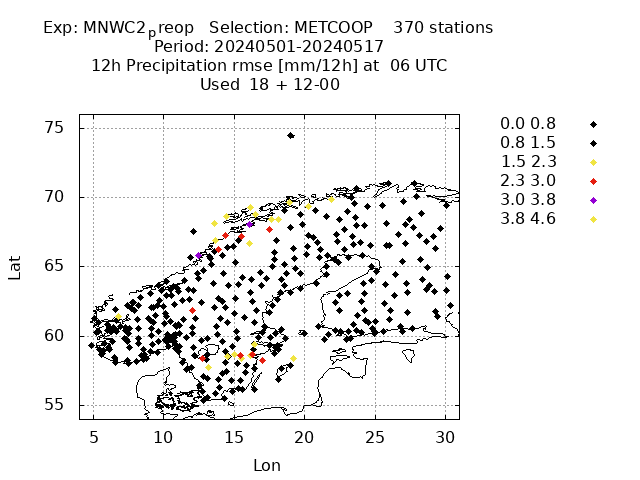 Exp: MNWC2preop Selection: METCOOP 370 stations
Period: 20240501-20240517
12h Precipitation rmse [mm/12h] at 06 UTC
Used 18 + 12-00
0.0 0.8
0.8 1.5
1.5 2.3
2.3 3.0
3.0 3.8
3.8 4.6
75
70
65
60
55
Lat
5 10 15 20 25 30
Lon